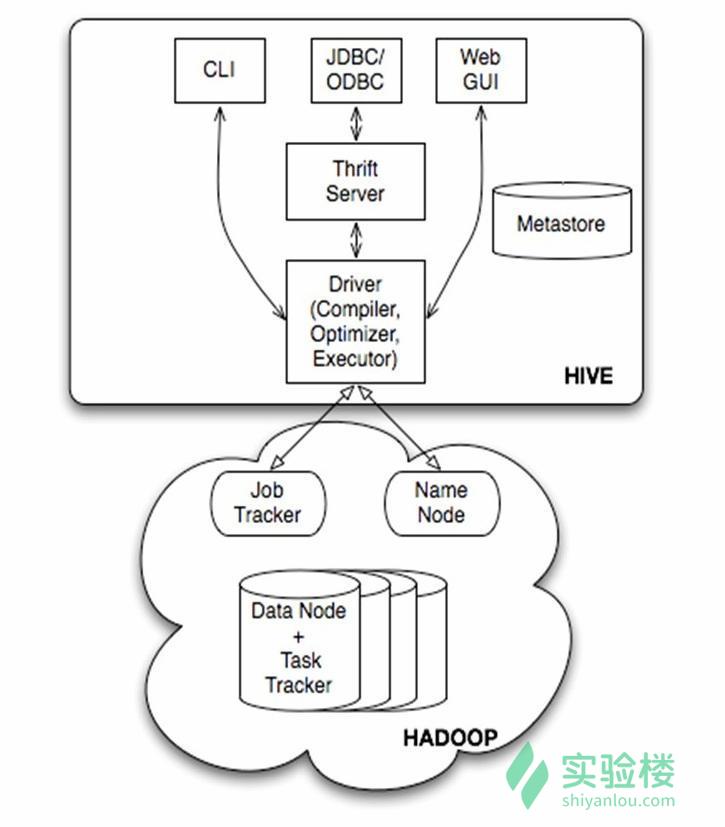 CLI
JDBC/
ODBC
Web
GUI
Thrift
Server
Metastore
Driver
(Compiler,
Optimizer,
Executor)
HIVE
Job
Tracker
Name
Node
Data Node
+
Task
Tracker
HADOOP
实验楼
shiyanlou.com